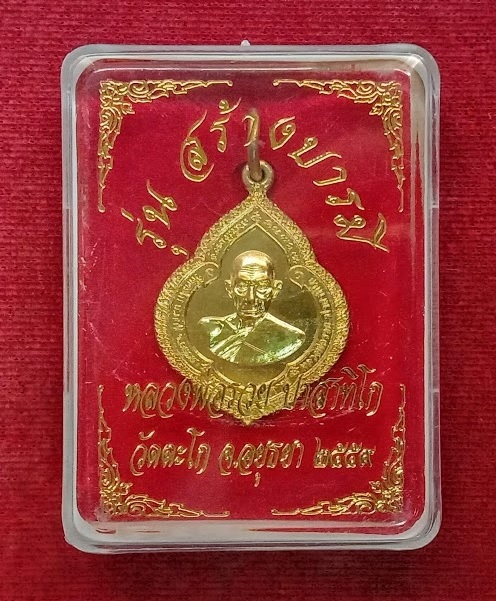 รุ่น สร้างบารมี
หลวงพ่อรวย ปาสาทิโก
วัดตะโก จ.อยุธยา ๒๕๕๙